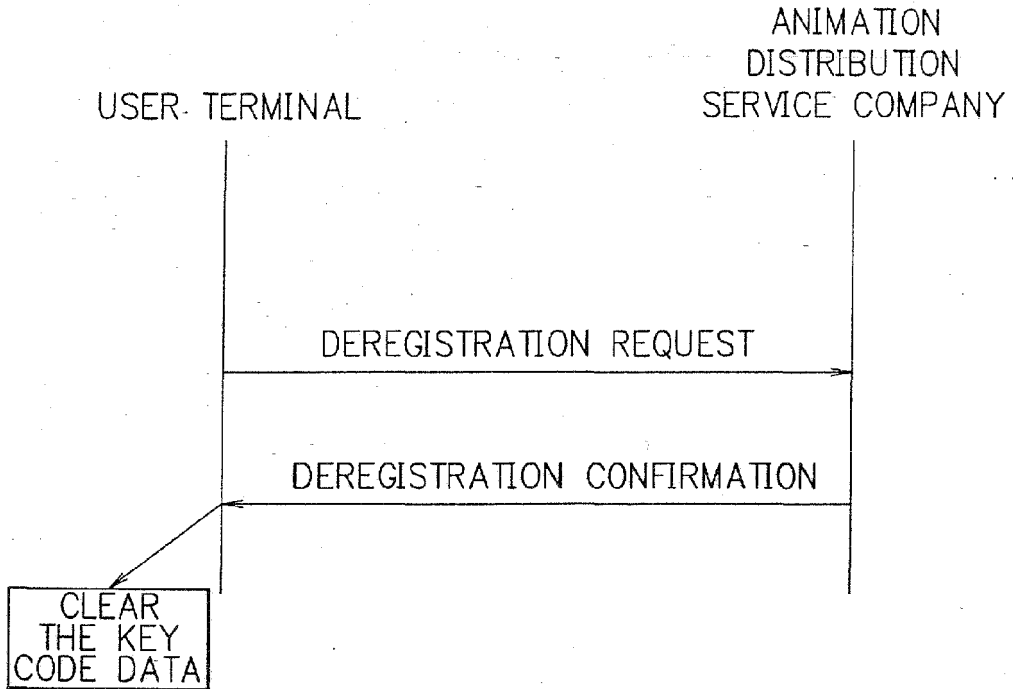 ANIMATION
DISTRIBUTION
SERVICE COMPANY
USER TERMINAL
DEREGISTRATION REQUEST
DEREGISTRATION CONFIRMATION
CLEAR
THE KEY
CODE DATA